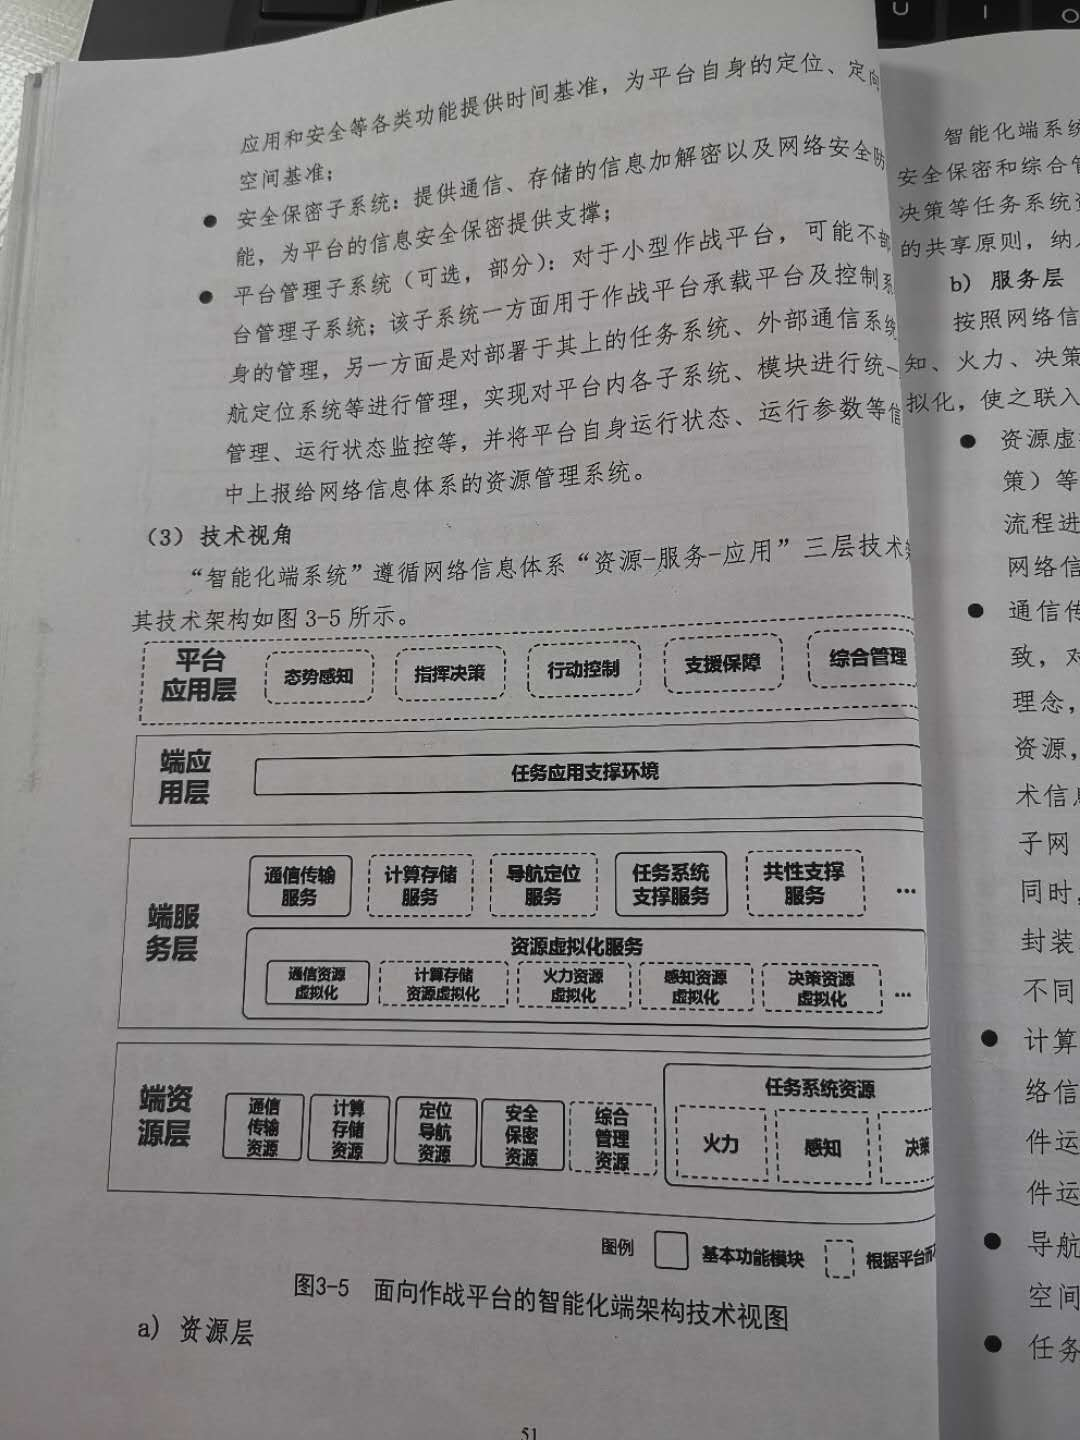 应用和安全等各类功能提供时间基准，为平台自身的定位、定向
空间基准；
● 安全保密子系统：提供通信、存储的信息加解密以及网络安全防
能，为平台的信息安全保密提供支撑；
● 平台管理子系统（可选，部分）：对于小型作战平台，可能不部
台管理子系统；该子系统一方面用于作战平台承载平台及控制系
身的管理，另一方面是对部署于其上的任务系统、外部通信系统
航定位系统等进行管理，实现对平台内各子系统、模块进行统一
管理、运行状态监控等，并将平台自身运行状态、运行参数等信
中上报给网络信息体系的资源管理系统。
（3）技术视角
“智能化端系统”遵循网络信息体系“资源-服务-应用”三层技术
其技术架构如图 3-5 所示。
平台
应用层
态势感知
指挥决策
行动控制
支援保障
综合管理
端应
用层
任务应用支撑环境
端服
务层
通信传输
服务
计算存储
服务
导航定位
服务
任务系统
支撑服务
共性支撑
服务
...
资源虚拟化服务
通信资源
虚拟化
计算存储
资源虚拟化
火力资源
虚拟化
感知资源
虚拟化
决策资源
虚拟化
...
端资
源层
通信
传输
资源
计算
存储
资源
定位
导航
资源
安全
保密
资源
综合
管理
资源
任务系统资源
火力
感知
决策
图例
基本功能模块
根据平台而
图3-5 面向作战平台的智能化端架构技术视图
a) 资源层
51
智能化端系统
安全保密和综合管
决策等任务系统资
的共享原则，纳入
b) 服务层
按照网络信
知、火力、决策
拟化，使之联入
● 资源虚
策）等
流程进
网络信
● 通信传
致，对
理念，
资源，
术信息
子网
同时，
封装
不同
● 计算
络信
件运
件运
● 导航
空间
● 任务
U
I
O